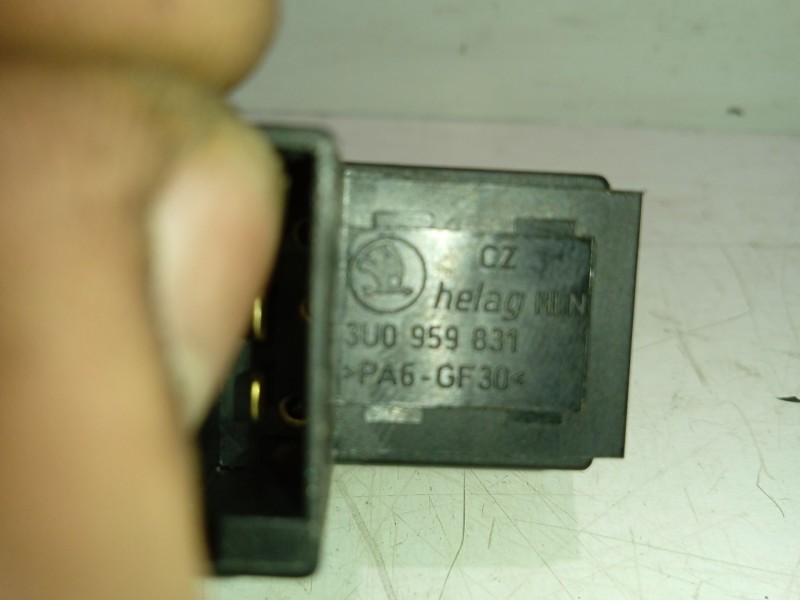 CZ
helag
3U0 959 831
>PA6-GF30<